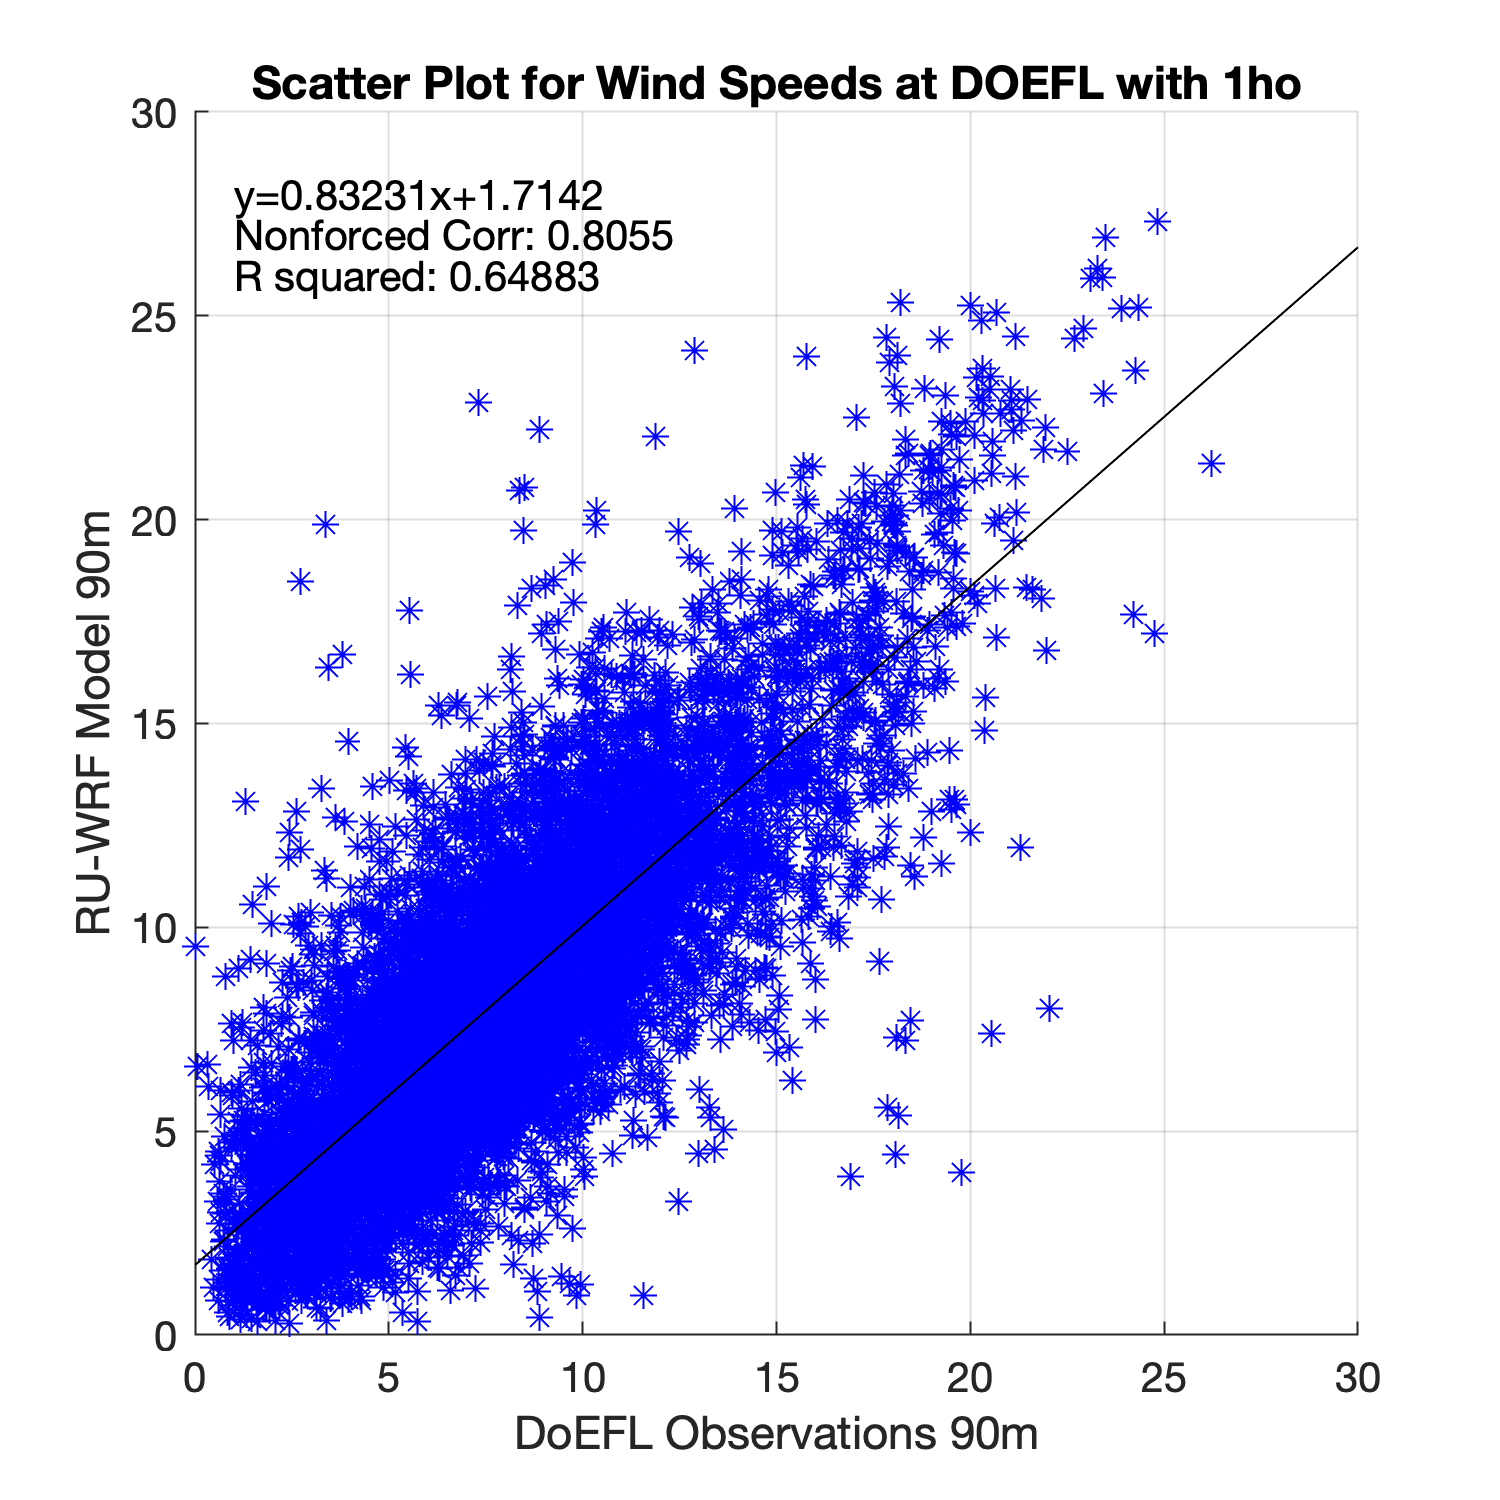 Scatter Plot for Wind Speeds at DOEFL with 1ho
30
y=0.83231x+1.7142
Nonforced Corr: 0.8055
R squared: 0.64883
25
20
RU-WRF Model 90m
15
10
5
0
0 5 10 15 20 25 30
DoEFL Observations 90m